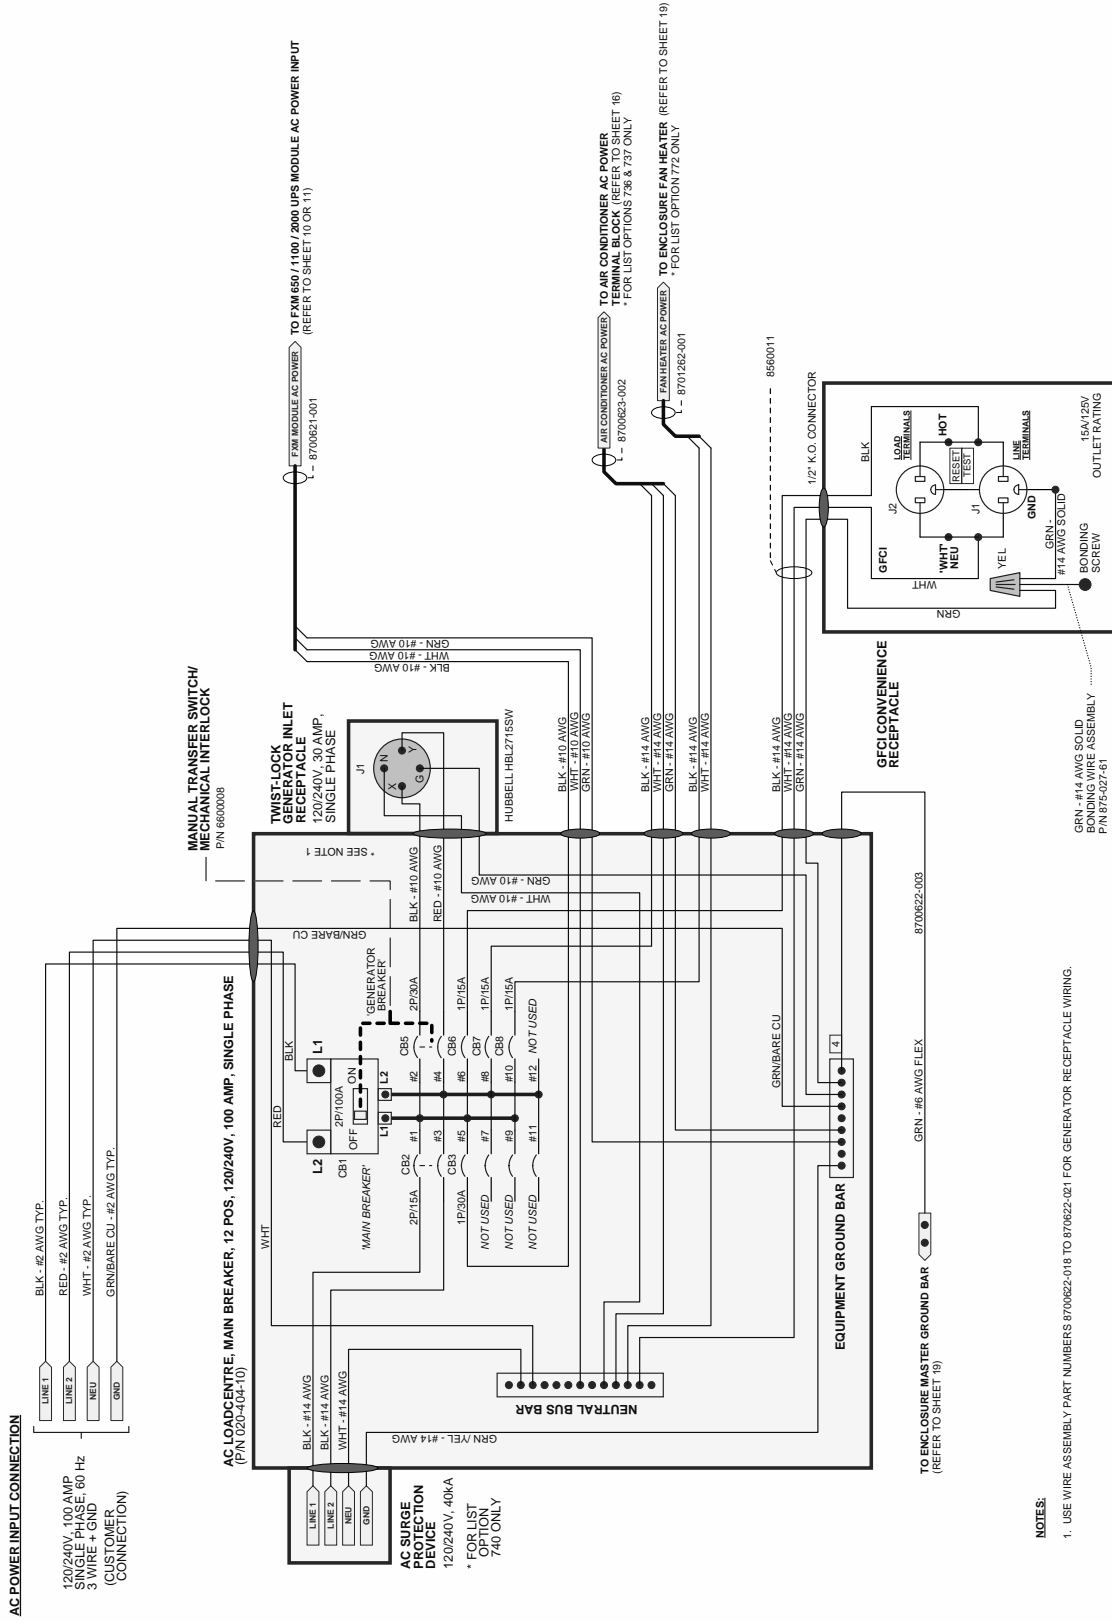 AC POWER INPUT CONNECTION
120/240V, 100 AMP
SINGLE PHASE, 60 Hz
3 WIRE + GND
(CUSTOMER
CONNECTION)
LINE 1
LINE 2
NEU
GND
BLK - #2 AWG TYP.
RED - #2 AWG TYP.
WHT - #2 AWG TYP.
GRN/BARE CU - #2 AWG TYP.
MANUAL TRANSFER SWITCH/
MECHANICAL INTERLOCK
P/N 6600008
AC LOADCENTRE, MAIN BREAKER, 12 POS, 120/240V, 100 AMP, SINGLE PHASE
(P/N 020-404-10)
TWIST-LOCK
GENERATOR INLET
RECEPTACLE
120/240V, 30 AMP,
SINGLE PHASE
J1
N
Y
X
G
HUBBELL HBL2715SW
* SEE NOTE 1
BLK - #10 AWG
WHT - #10 AWG
GRN - #10 AWG
FXM MODULE AC POWER
8700621-001
TO FXM 650 / 1100 / 2000 UPS MODULE AC POWER INPUT
(REFER TO SHEET 10 OR 11)
WHT
RED
BLK
GRN/BARE CU
L2
L1
CB1
2P/100A
OFF
ON
'MAIN BREAKER'
'GENERATOR
BREAKER'
L1
L2
2P/15A
CB2
#1
#2
CB5
2P/30A
BLK - #10 AWG
#3
#4
RED - #10 AWG
1P/30A
CB3
#5
#6
CB6
1P/15A
NOT USED
#7
#8
CB7
1P/15A
NOT USED
#9
#10
CB8
1P/15A
NOT USED
#11
#12
NOT USED
WHT - #10 AWG
GRN - #10 AWG
BLK - #14 AWG
BLK - #14 AWG
WHT - #14 AWG
GRN /YEL - #14 AWG
LINE 1
LINE 2
NEU
GND
AC SURGE
PROTECTION
DEVICE
120/240V, 40kA
* FOR LIST
OPTION
740 ONLY
NEUTRAL BUS BAR
BLK - #10 AWG
WHT - #10 AWG
GRN - #10 AWG
BLK - #14 AWG
WHT - #14 AWG
GRN - #14 AWG
AIR CONDITIONER AC POWER
8700623-002
TO AIR CONDITIONER AC POWER
TERMINAL BLOCK (REFER TO SHEET 16)
* FOR LIST OPTIONS 736 & 737 ONLY
BLK - #14 AWG
WHT - #14 AWG
FAN HEATER AC POWER
8701262-001
TO ENCLOSURE FAN HEATER (REFER TO SHEET 19)
* FOR LIST OPTION 772 ONLY
BLK - #14 AWG
WHT - #14 AWG
GRN - #14 AWG
8560011
1/2" K.O. CONNECTOR
GRN/BARE CU
4
EQUIPMENT GROUND BAR
GFCI CONVENIENCE
RECEPTACLE
GFCI
WHT
GRN
BLK
J2
J1
LOAD
TERMINALS
HOT
RESET
TEST
LINE
TERMINALS
'WHT'
NEU
GND
YEL
GRN -
#14 AWG SOLID
BONDING
SCREW
15A/125V
OUTLET RATING
GRN - #14 AWG SOLID
BONDING WIRE ASSEMBLY
P/N 875-027-61
TO ENCLOSURE MASTER GROUND BAR
(REFER TO SHEET 19)
GRN - #6 AWG FLEX
8700622-003
NOTES:
1. USE WIRE ASSEMBLY PART NUMBERS 8700622-018 TO 870622-021 FOR GENERATOR RECEPTACLE WIRING.